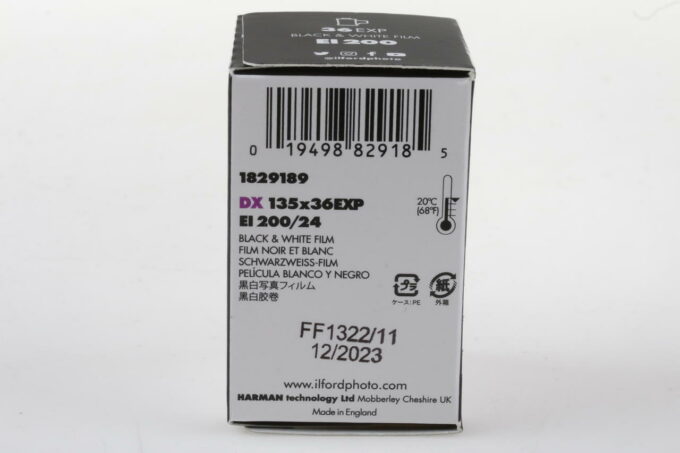 36EXP
BLACK & WHITE FILM
EI 200
@ilfordphoto
0 19498 82918 5
1829189
DX 135x36EXP
EI 200/24
20°C
(68°F)
BLACK & WHITE FILM
FILM NOIR ET BLANC
SCHWARZWEISS-FILM
PELÍCULA BLANCO Y NEGRO
黒白写真フィルム
黑白胶卷
プラ
ケース:PE
紙
外箱
FF1322/11
12/2023
www.ilfordphoto.com
HARMAN technology Ltd Mobberley Cheshire UK
Made in England